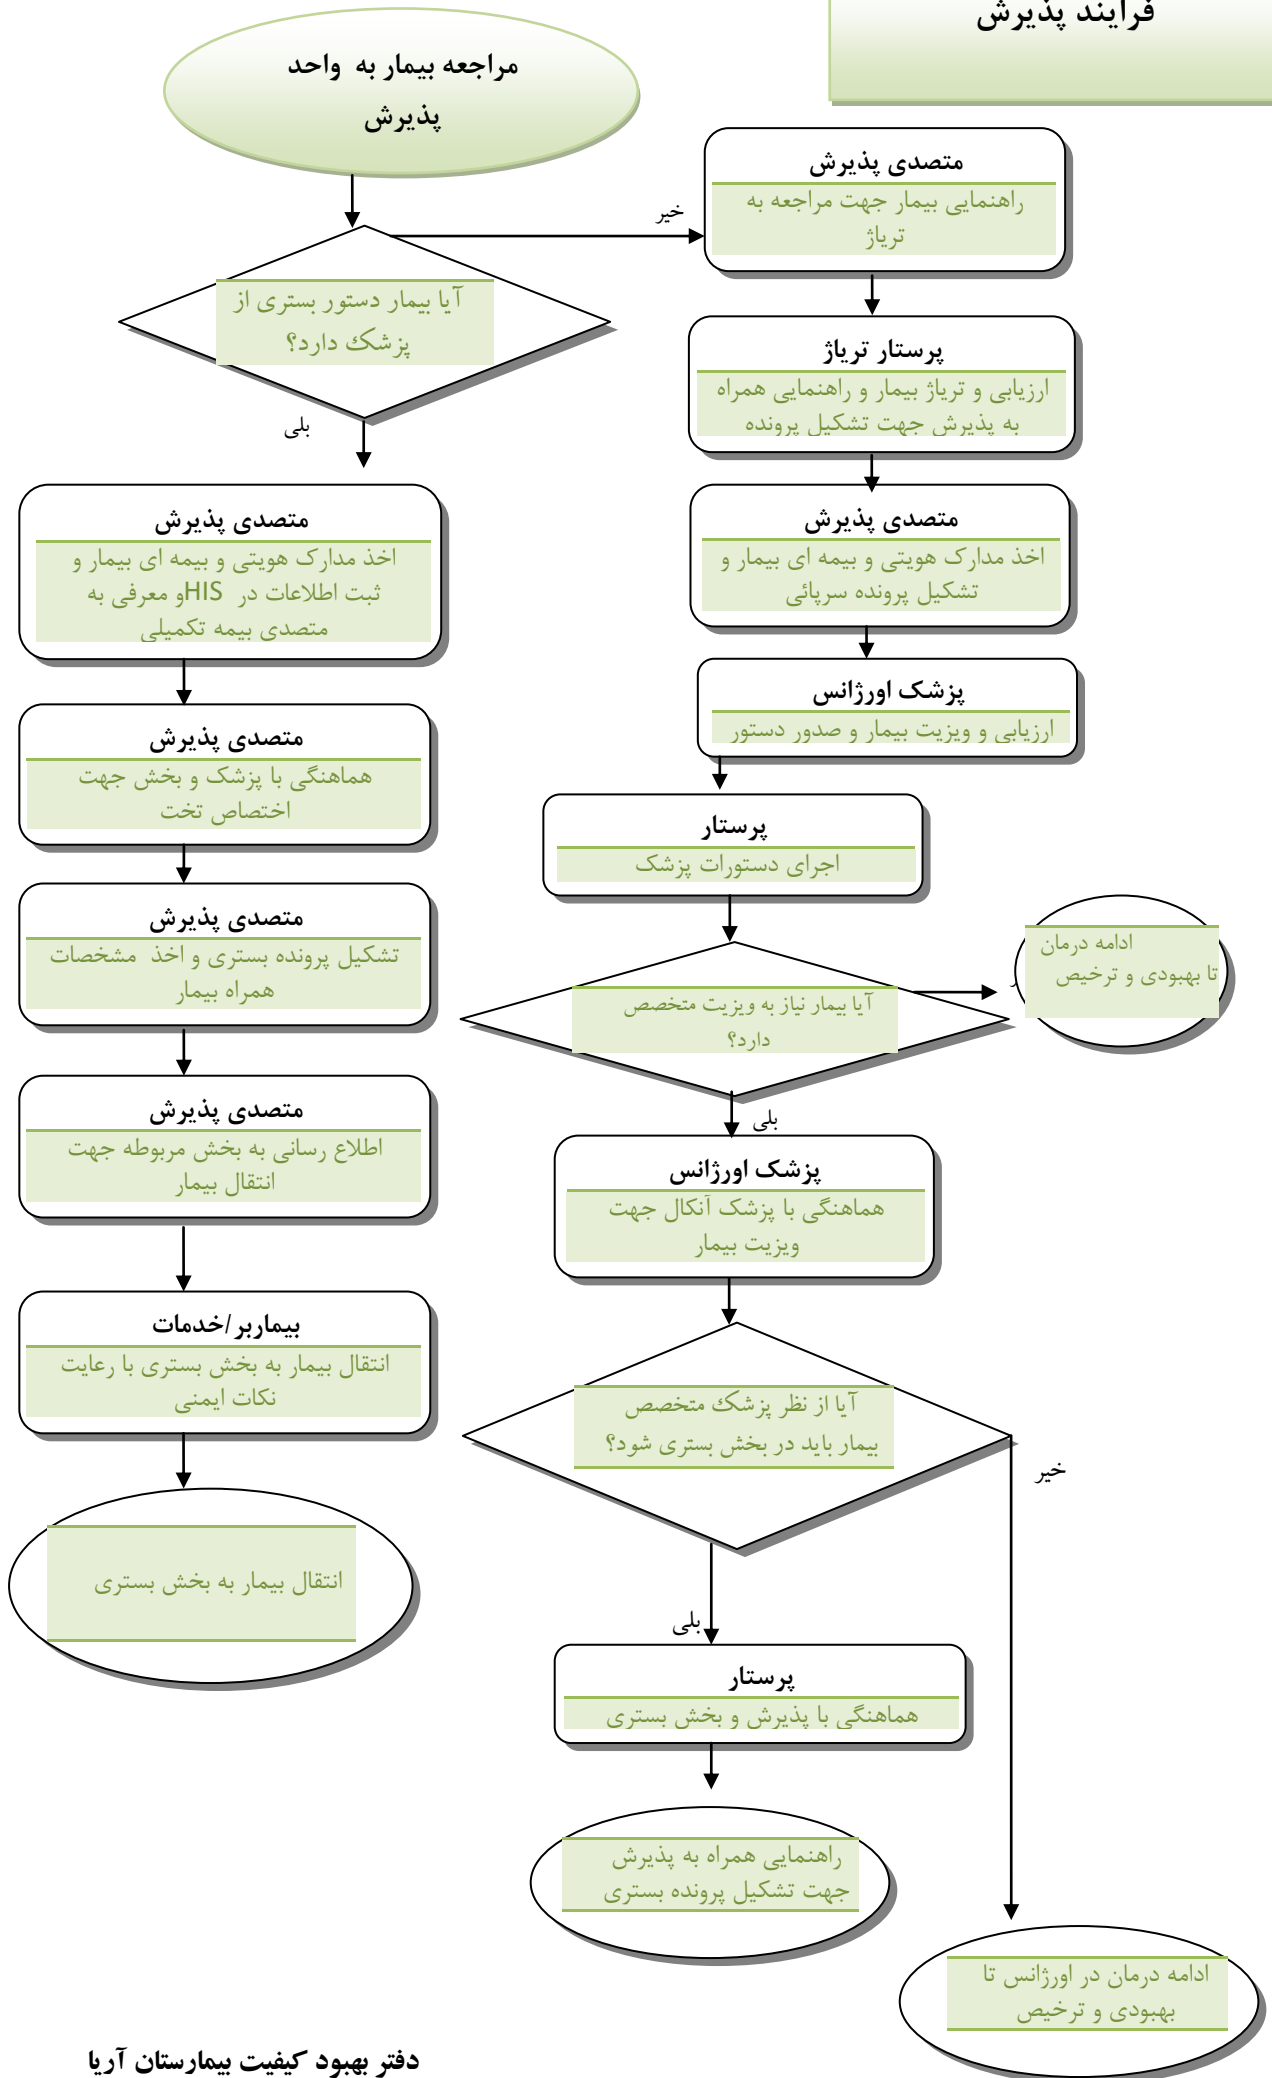 فرآیند پذیرش
مراجعه بیمار به واحد
پذیرش
آیا بیمار دستور بستری از
پزشک دارد؟
خیر
بلی
متصدی پذیرش
راهنمایی بیمار جهت مراجعه به
تریاژ
پرستار تریاژ
ارزیابی و تریاژ بیمار و راهنمایی همراه
به پذیرش جهت تشکیل پرونده
متصدی پذیرش
اخذ مدارک هویتی و بیمه ای بیمار و
تشکیل پرونده سرپائی
پزشک اورژانس
ارزیابی و ویزیت بیمار و صدور دستور
پرستار
اجرای دستورات پزشک
آیا بیمار نیاز به ویزیت متخصص
دارد؟
ادامه درمان
تا بهبودی و ترخیص
بلی
پزشک اورژانس
هماهنگی با پزشک آنکال جهت
ویزیت بیمار
آیا از نظر پزشک متخصص
بیمار باید در بخش بستری شود؟
خیر
بلی
پرستار
هماهنگی با پذیرش و بخش بستری
راهنمایی همراه به پذیرش
جهت تشکیل پرونده بستری
ادامه درمان در اورژانس تا
بهبودی و ترخیص
متصدی پذیرش
اخذ مدارک هویتی و بیمه ای بیمار و
ثبت اطلاعات در HISو معرفی به
متصدی بیمه تکمیلی
متصدی پذیرش
هماهنگی با پزشک و بخش جهت
اختصاص تخت
متصدی پذیرش
تشکیل پرونده بستری و اخذ مشخصات
همراه بیمار
متصدی پذیرش
اطلاع رسانی به بخش مربوطه جهت
انتقال بیمار
بیماربر/خدمات
انتقال بیمار به بخش بستری با رعایت
نکات ایمنی
انتقال بیمار به بخش بستری
دفتر بهبود کیفیت بیمارستان آریا